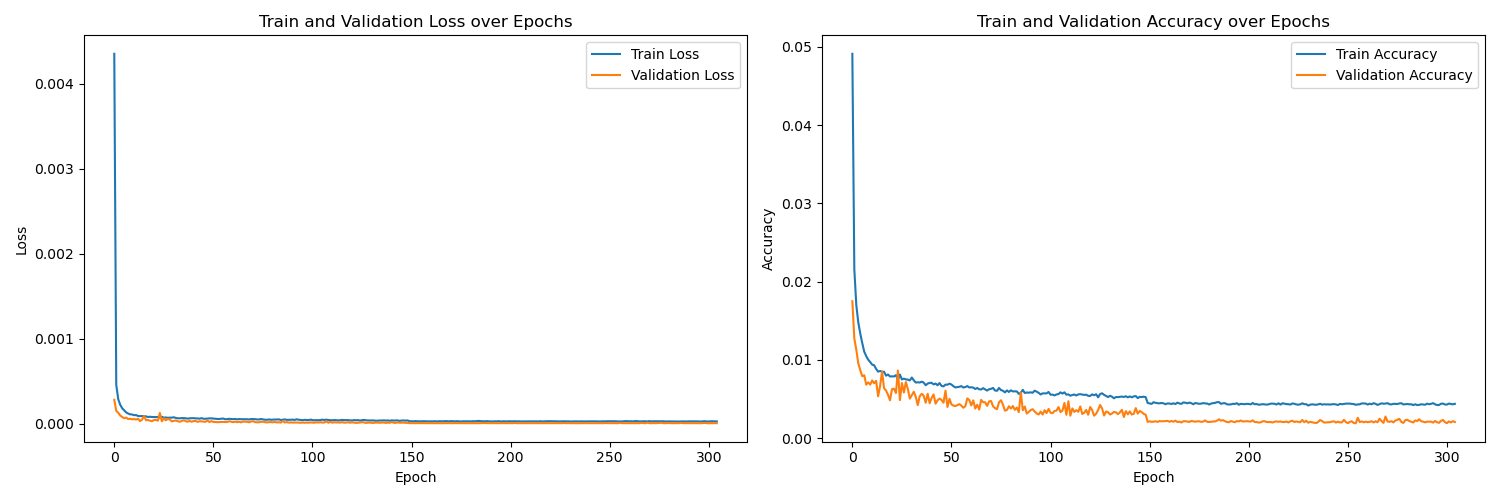 Train and Validation Loss over Epochs
Train Loss
Validation Loss
0.004
0.003
0.002
0.001
0.000
Loss
0 50 100 150 200 250 300
Epoch
Train and Validation Accuracy over Epochs
Train Accuracy
Validation Accuracy
0.05
0.04
0.03
0.02
0.01
0.00
Accuracy
0 50 100 150 200 250 300
Epoch